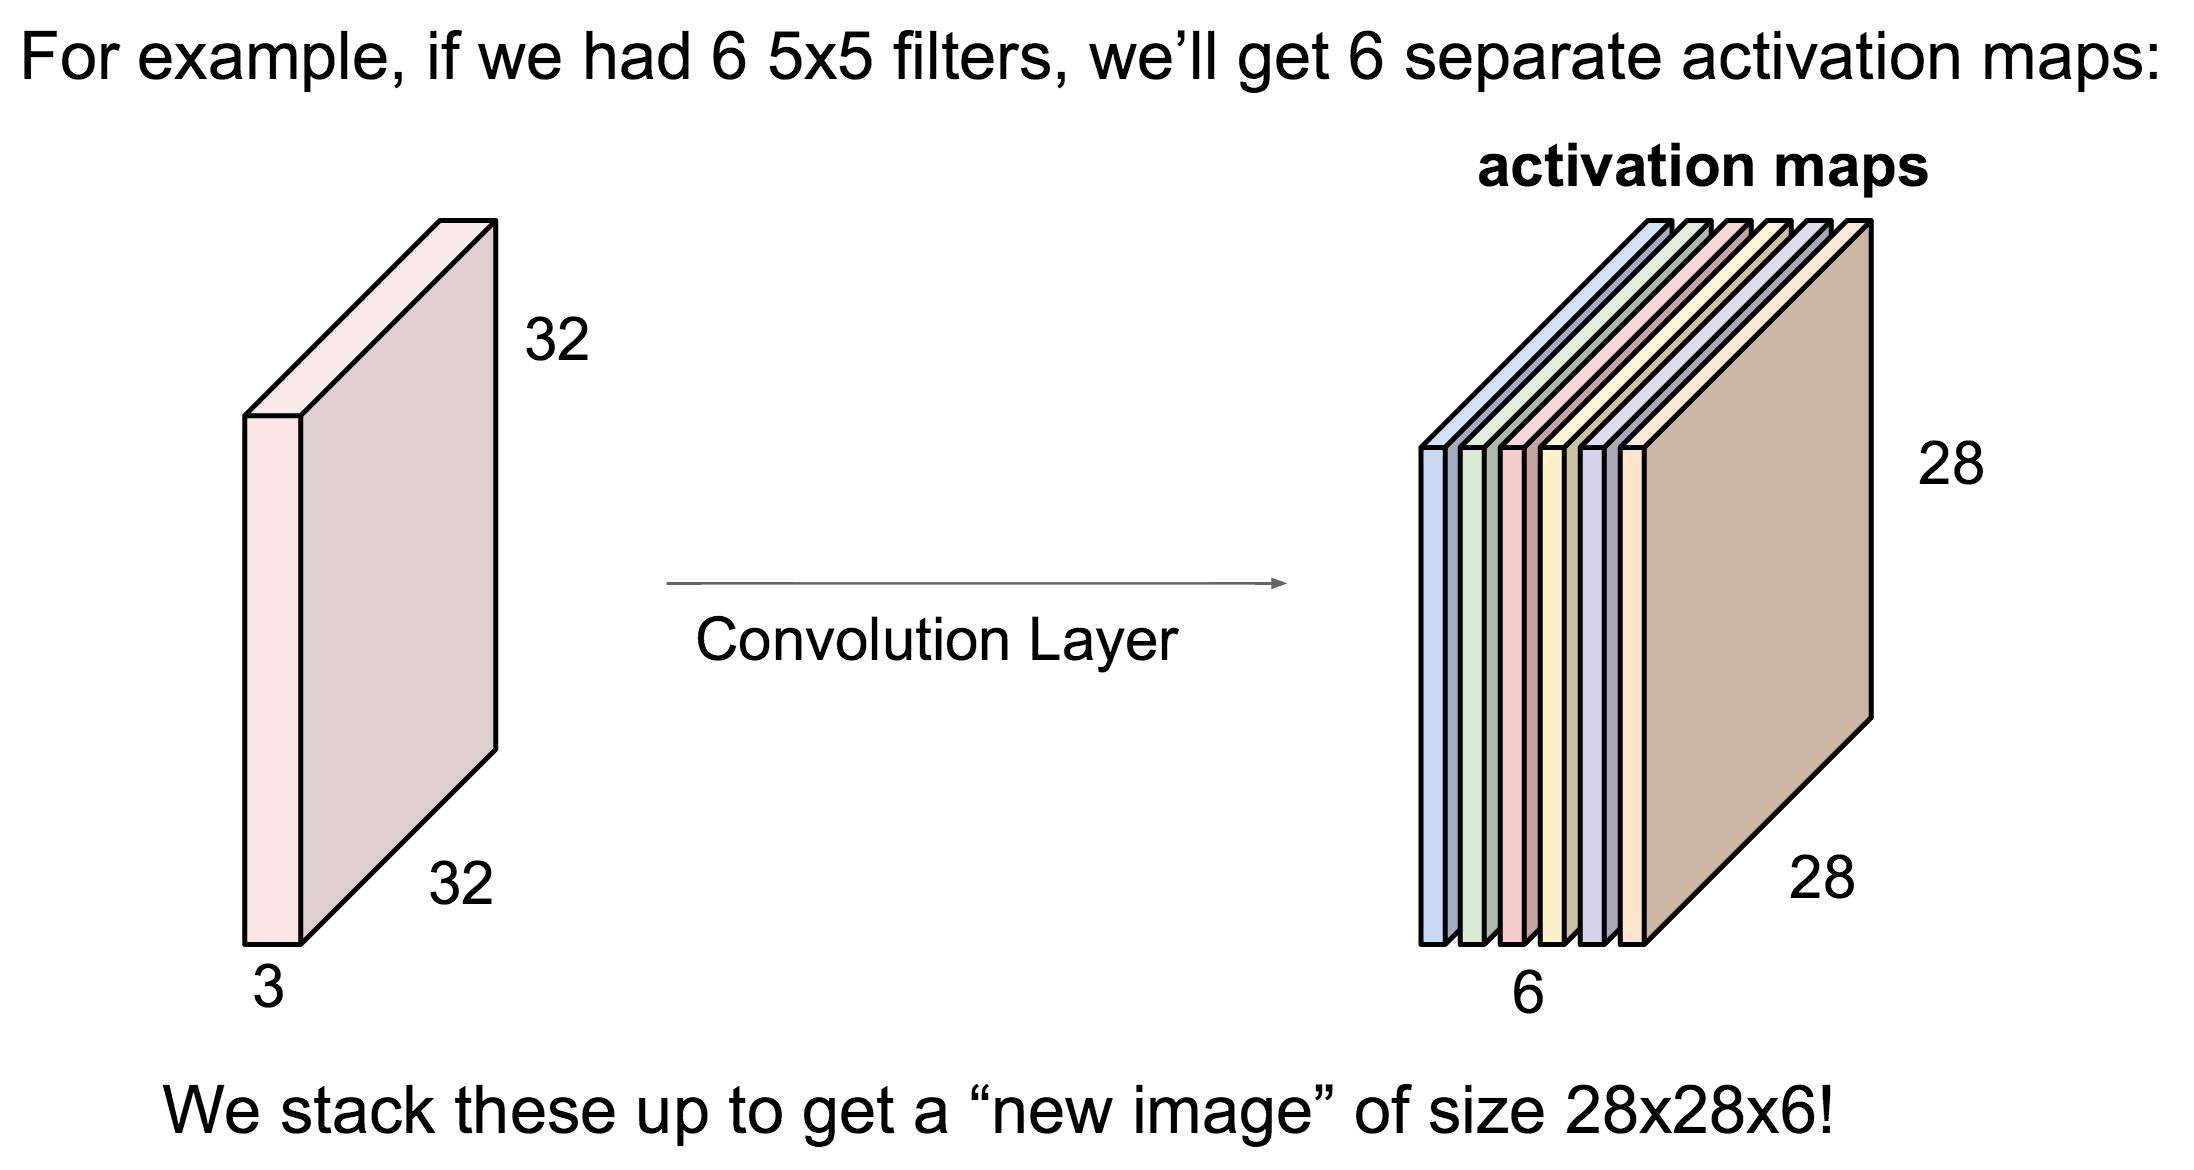 For example, if we had 6 5x5 filters, we’ll get 6 separate activation maps:
activation maps
32
28
Convolution Layer
32
28
3
6
We stack these up to get a “new image” of size 28x28x6!